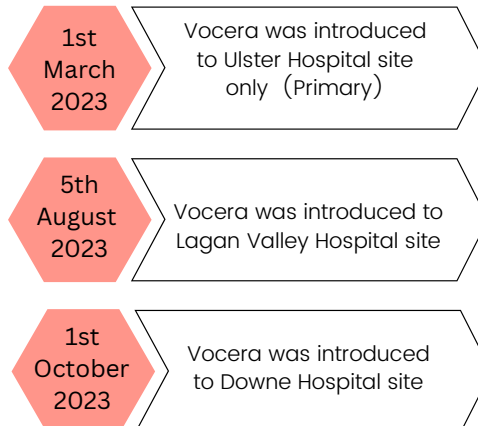 1st
March
2023
Vocera was introduced
to Ulster Hospital site
only (Primary)
5th
August
2023
Vocera was introduced to
Lagan Valley Hospital site
1st
October
2023
Vocera was introduced
to Downe Hospital site